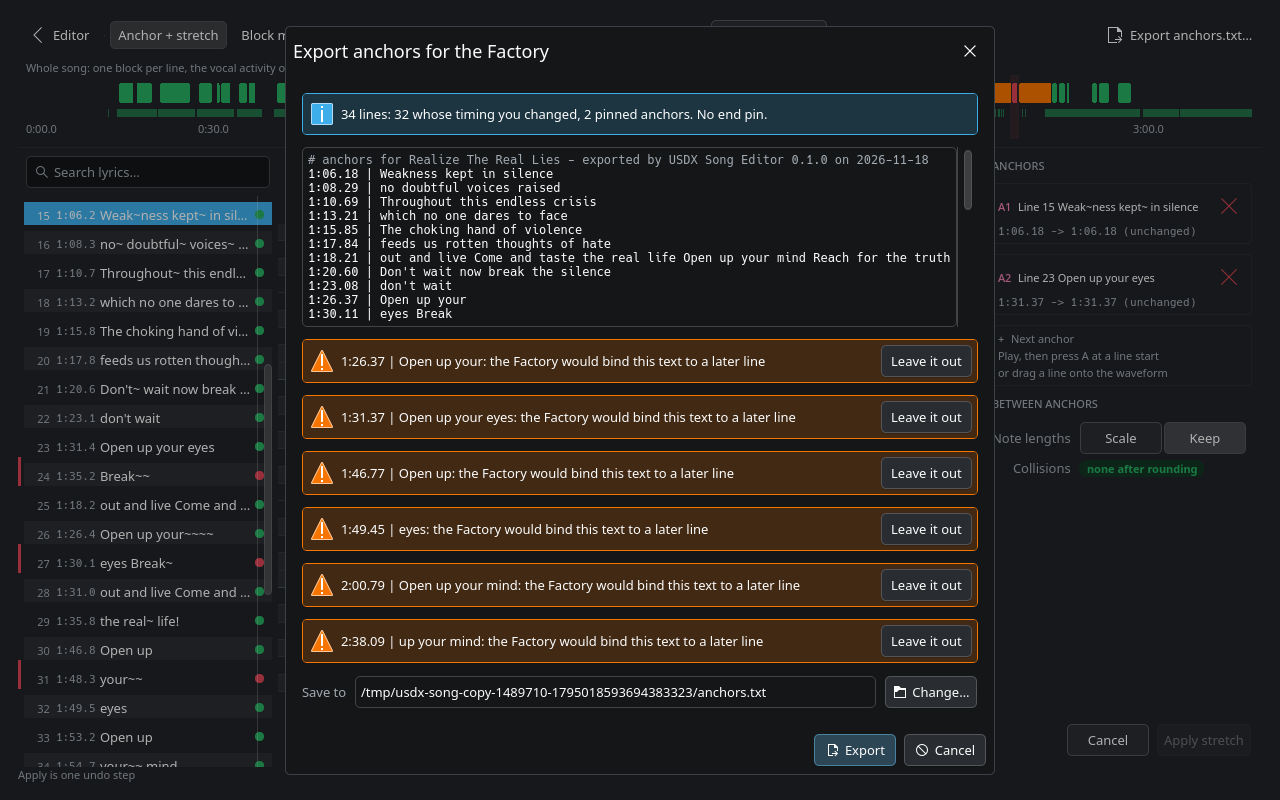 Editor
Anchor + stretch
Block m
Export anchors.txt...
Whole song: one block per line, the vocal activity o
0:00.0
0:30.0
3:00.0
Search lyrics...
15 1:06.2 Weak~ness kept~ in sil...
16 1:08.3 no~ doubtful~ voices~ ...
17 1:10.7 Throughout~ this endl...
18 1:13.2 which no one dares to ...
19 1:15.8 The choking hand of vi...
20 1:17.8 feeds us rotten though...
21 1:20.6 Don't~ wait now break ...
22 1:23.1 don't wait
23 1:31.4 Open up your eyes
24 1:35.2 Break~~
25 1:18.2 out and live Come and ...
26 1:26.4 Open up your~~~~
27 1:30.1 eyes Break~
28 1:31.0 out and live Come and ...
29 1:35.8 the real~ life!
30 1:46.8 Open up
31 1:48.3 your~~
32 1:49.5 eyes
33 1:53.2 Open up
34 1:54.7 your~~ mind
Apply is one undo step
Export anchors for the Factory
34 lines: 32 whose timing you changed, 2 pinned anchors. No end pin.
# anchors for Realize The Real Lies – exported by USDX Song Editor 0.1.0 on 2026-11-18
1:06.18 | Weakness kept in silence
1:08.29 | no doubtful voices raised
1:10.69 | Throughout this endless crisis
1:13.21 | which no one dares to face
1:15.85 | The choking hand of violence
1:17.84 | feeds us rotten thoughts of hate
1:18.21 | out and live Come and taste the real life Open up your mind Reach for the truth
1:20.60 | Don't wait now break the silence
1:23.08 | don't wait
1:26.37 | Open up your
1:30.11 | eyes Break
1:26.37 | Open up your: the Factory would bind this text to a later line
Leave it out
1:31.37 | Open up your eyes: the Factory would bind this text to a later line
Leave it out
1:46.77 | Open up: the Factory would bind this text to a later line
Leave it out
1:49.45 | eyes: the Factory would bind this text to a later line
Leave it out
2:00.79 | Open up your mind: the Factory would bind this text to a later line
Leave it out
2:38.09 | up your mind: the Factory would bind this text to a later line
Leave it out
Save to
/tmp/usdx-song-copy-1489710-1795018593694383323/anchors.txt
Change...
Export
Cancel
ANCHORS
A1 Line 15 Weak~ness kept~ in silence
1:06.18 -> 1:06.18 (unchanged)
A2 Line 23 Open up your eyes
1:31.37 -> 1:31.37 (unchanged)
+ Next anchor
Play, then press A at a line start
or drag a line onto the waveform
BETWEEN ANCHORS
Note lengths
Scale
Keep
Collisions
none after rounding
Cancel
Apply stretch